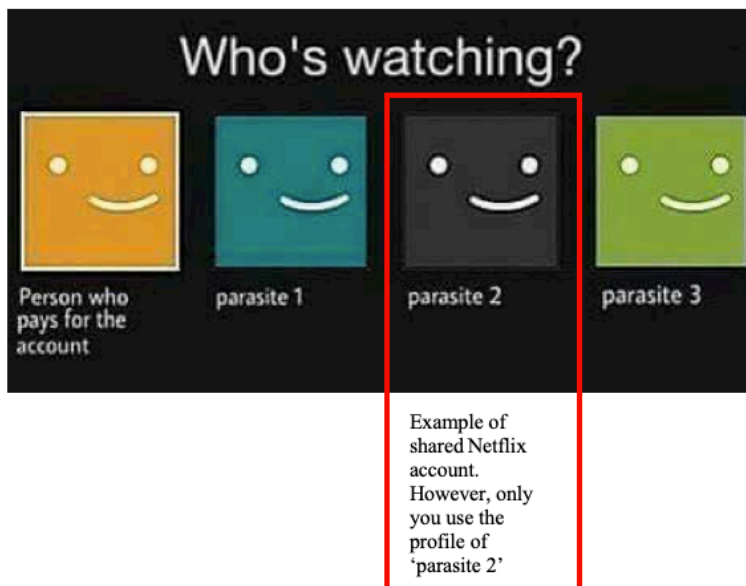 Who's watching?
Person who
pays for the
account
parasite 1
parasite 2
parasite 3
Example of
shared Netflix
account.
However, only
you use the
profile of
‘parasite 2’